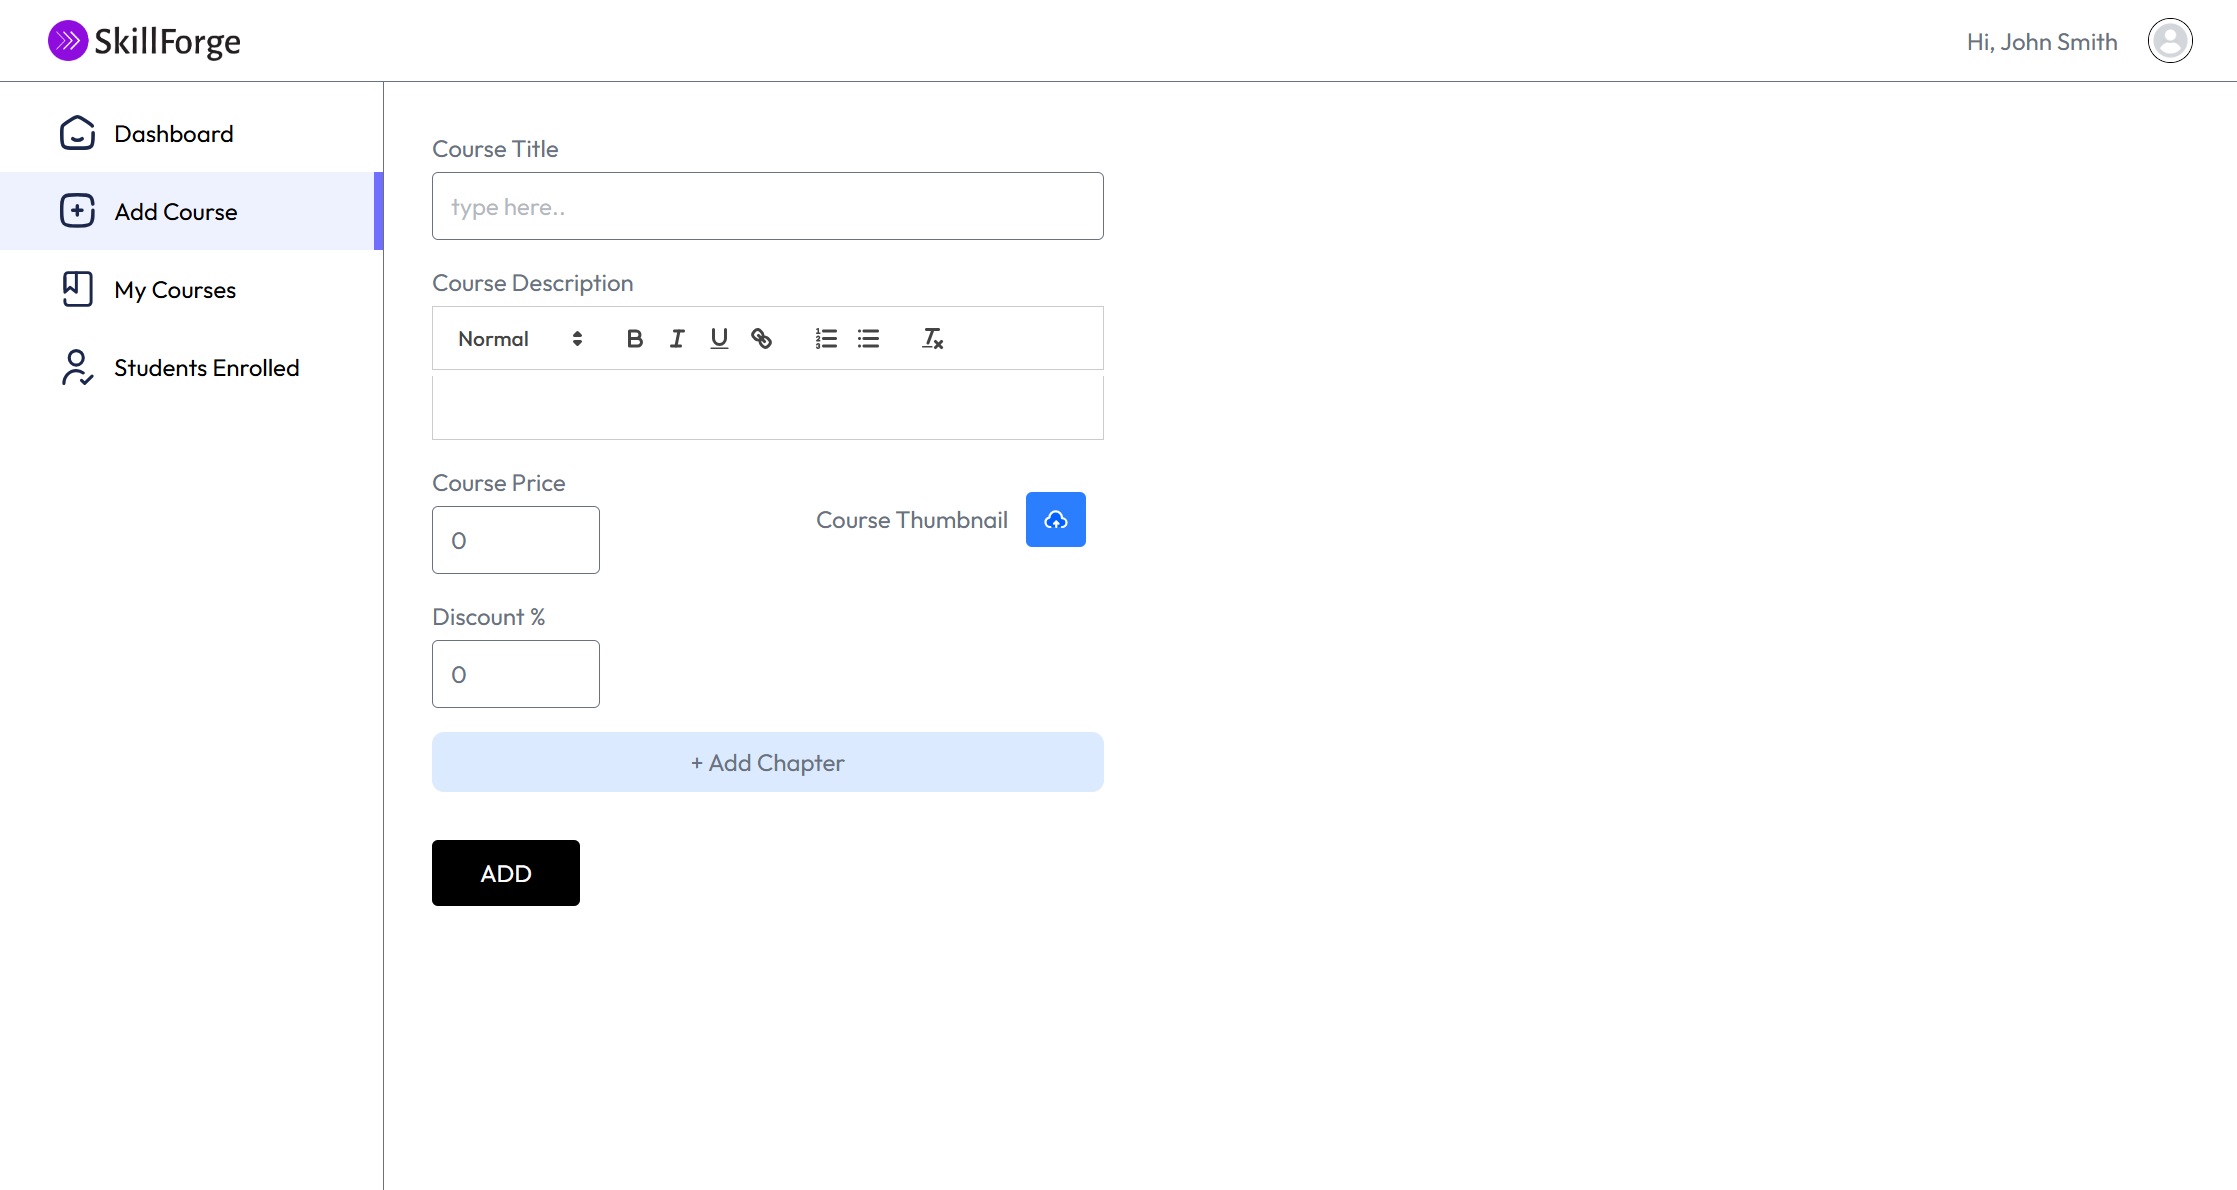 SkillForge
Hi, John Smith
Dashboard
Add Course
My Courses
Students Enrolled
Course Title
type here..
Course Description
Normal
Course Price
0
Course Thumbnail
Discount %
0
+ Add Chapter
ADD